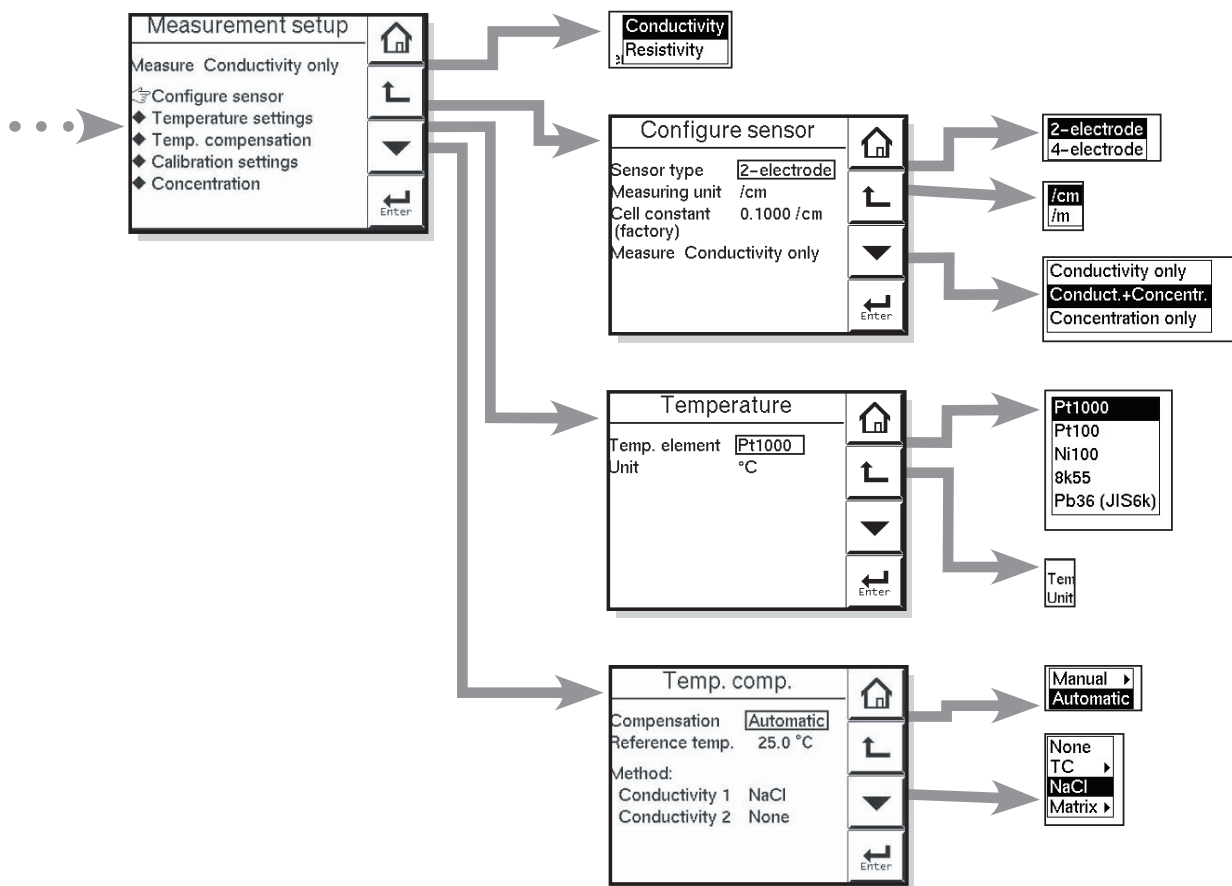 Measurement setup
Measure Conductivity only
Configure sensor
Temperature settings
Temp. compensation
Calibration settings
Concentration
Enter
Conductivity
Resistivity
Configure sensor
Sensor type 2-electrode
Measuring unit /cm
Cell constant 0.1000 /cm
(factory)
Measure Conductivity only
Enter
2-electrode
4-electrode
/cm
/m
Conductivity only
Conduct.+Concentr.
Concentration only
Temperature
Temp. element Pt1000
Unit °C
Enter
Pt1000
Pt100
Ni100
8k55
Pb36 (JIS6k)
Tem
Unit
Temp. comp.
Compensation Automatic
Reference temp. 25.0 °C
Method:
Conductivity 1 NaCl
Conductivity 2 None
Enter
Manual
Automatic
None
TC
NaCl
Matrix